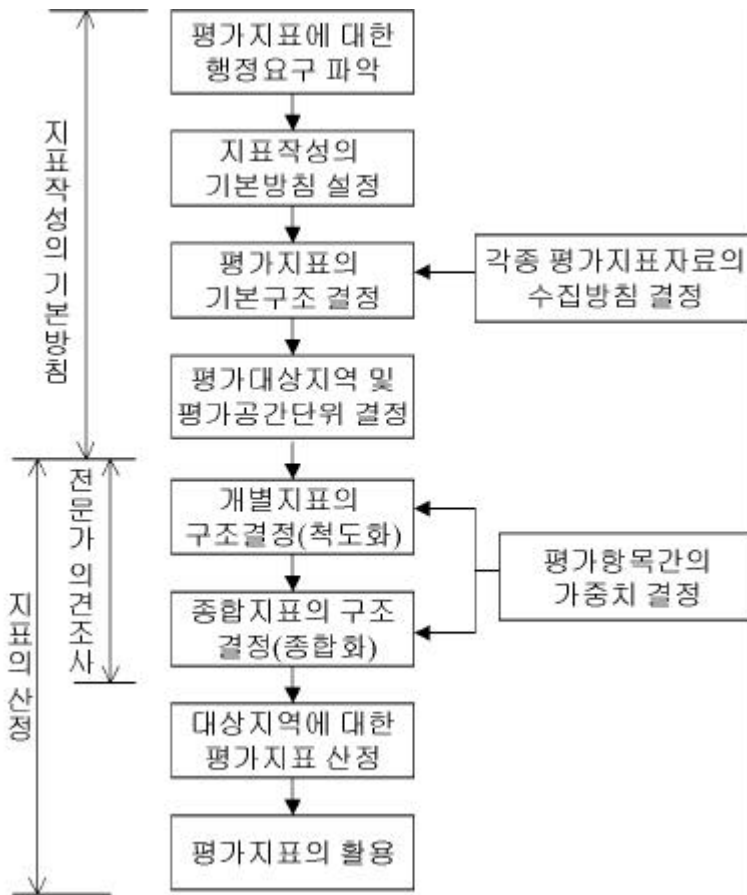 평가지표에 대한
행정요구 파악
지표작성의
기본방침 설정
평가지표의
기본구조 결정
각종 평가지표자료의
수집방침 결정
평가대상지역 및
평가공간단위 결정
지표작성의 기본방침
개별지표의
구조결정(척도화)
종합지표의 구조
결정(종합화)
평가항목간의
가중치 결정
전문가 의견조사
대상지역에 대한
평가지표 산정
평가지표의 활용
지표의 산정